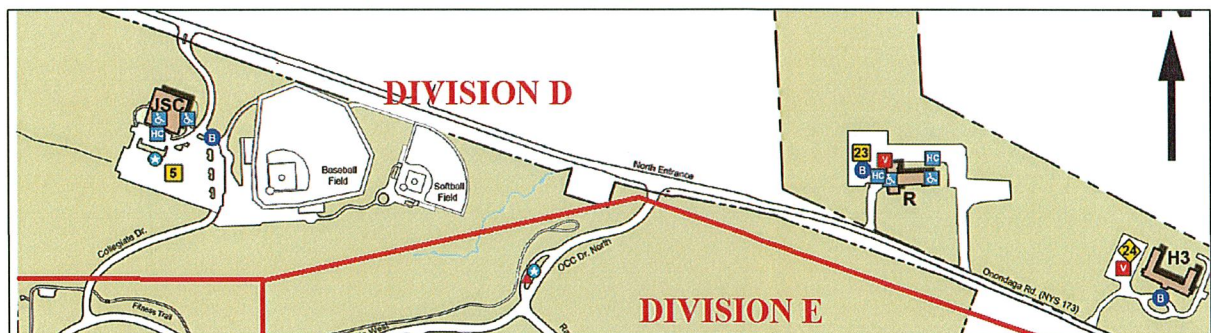 N
DIVISION D
JSC
HC
B
5
Baseball
Field
Softball
Field
North Entrance
23
V
HC
HC
B
R
Collegiate Dr.
OCC Dr. North
Onondaga Rd. (NYS 173)
24
V
H3
B
DIVISION E
Fitness Trail
West